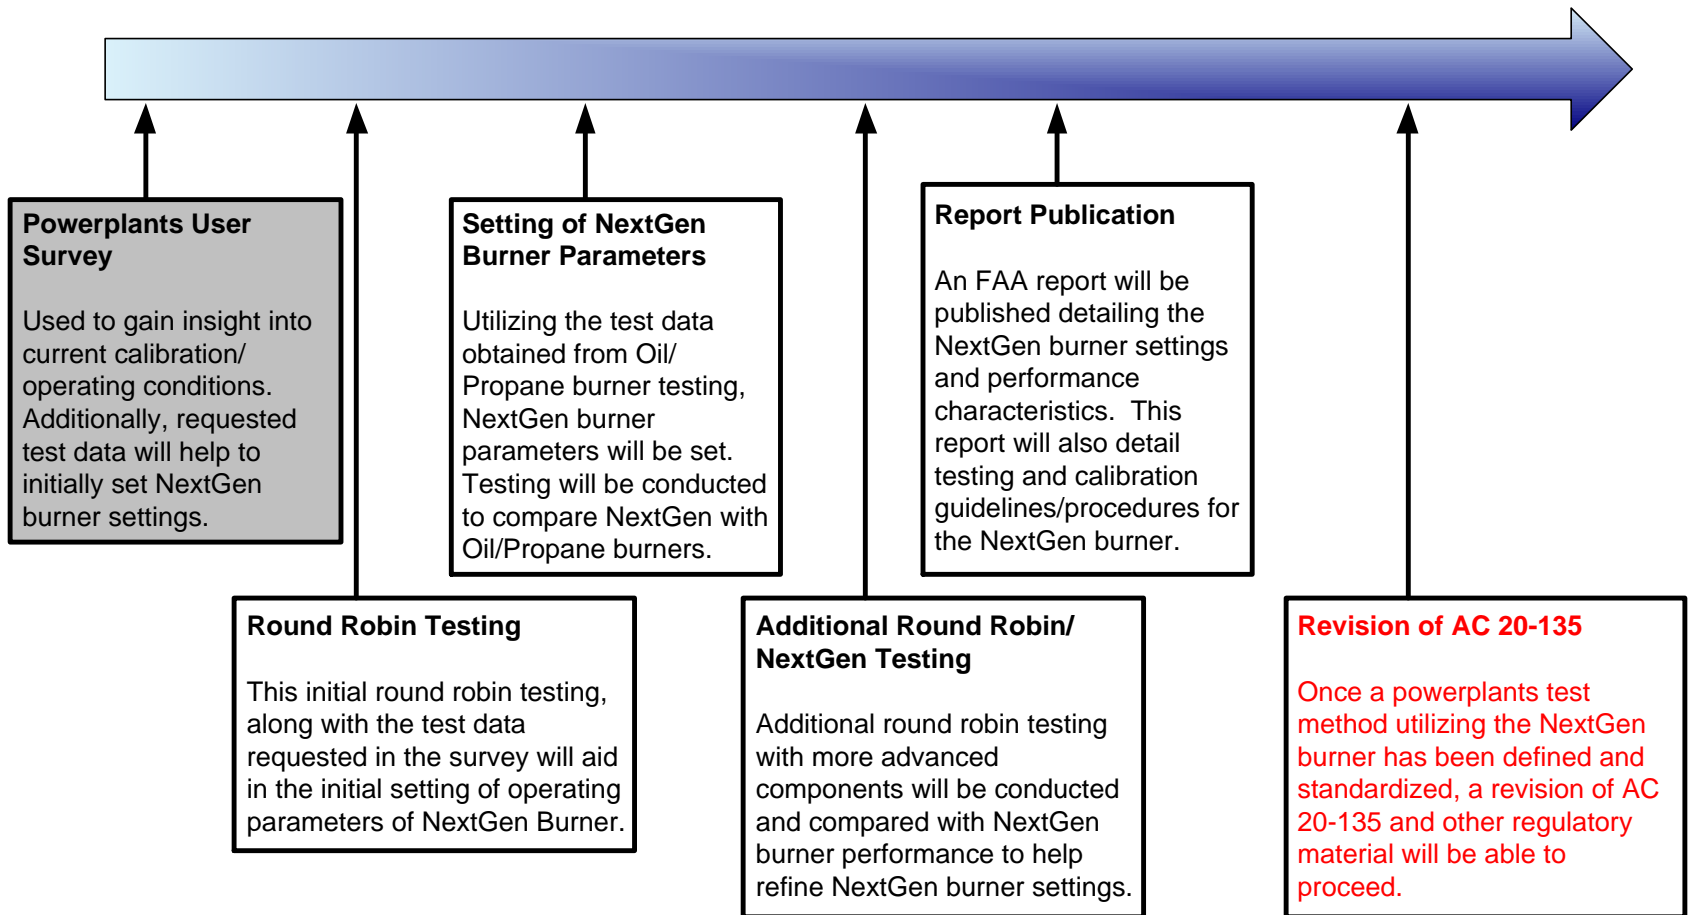 Powerplants User
Survey
Used to gain insight into
current calibration/
operating conditions.
Additionally, requested
test data will help to
initially set NextGen
burner settings.
Round Robin Testing
This initial round robin testing,
along with the test data
requested in the survey will aid
in the initial setting of operating
parameters of NextGen Burner.
Setting of NextGen
Burner Parameters
Utilizing the test data
obtained from Oil/
Propane burner testing,
NextGen burner
parameters will be set.
Testing will be conducted
to compare NextGen with
Oil/Propane burners.
Additional Round Robin/
NextGen Testing
Additional round robin testing
with more advanced
components will be conducted
and compared with NextGen
burner performance to help
refine NextGen burner settings.
Report Publication
An FAA report will be
published detailing the
NextGen burner settings
and performance
characteristics.  This
report will also detail
testing and calibration
guidelines/procedures for
the NextGen burner.
Revision of AC 20-135
Once a powerplants test
method utilizing the NextGen
burner has been defined and
standardized, a revision of AC
20-135 and other regulatory
material will be able to
proceed.